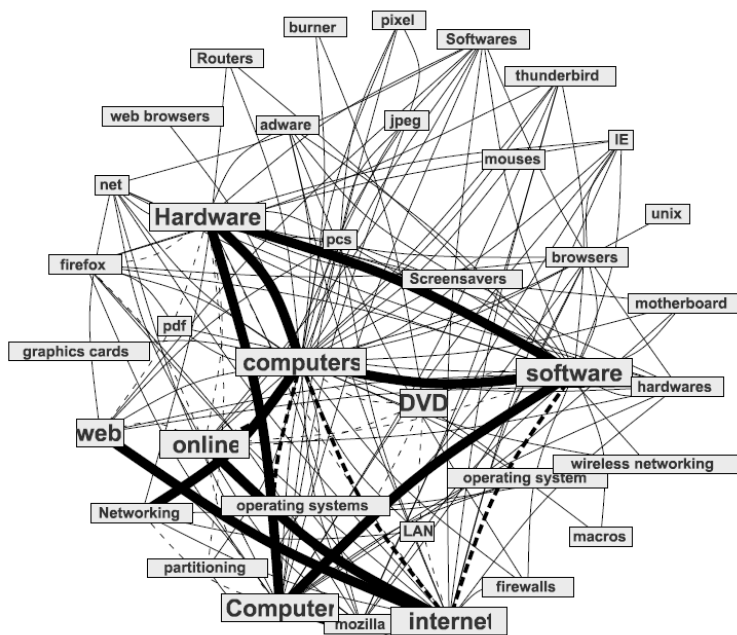 burner
pixel
Softwares
Routers
thunderbird
web browsers
adware
jpeg
IE
mouses
net
Hardware
unix
pcs
firefox
browsers
Screensavers
motherboard
pdf
graphics cards
computers
software
hardwares
DVD
web
online
wireless networking
operating system
Networking
operating systems
LAN
macros
partitioning
firewalls
Computer
mozilla
internet